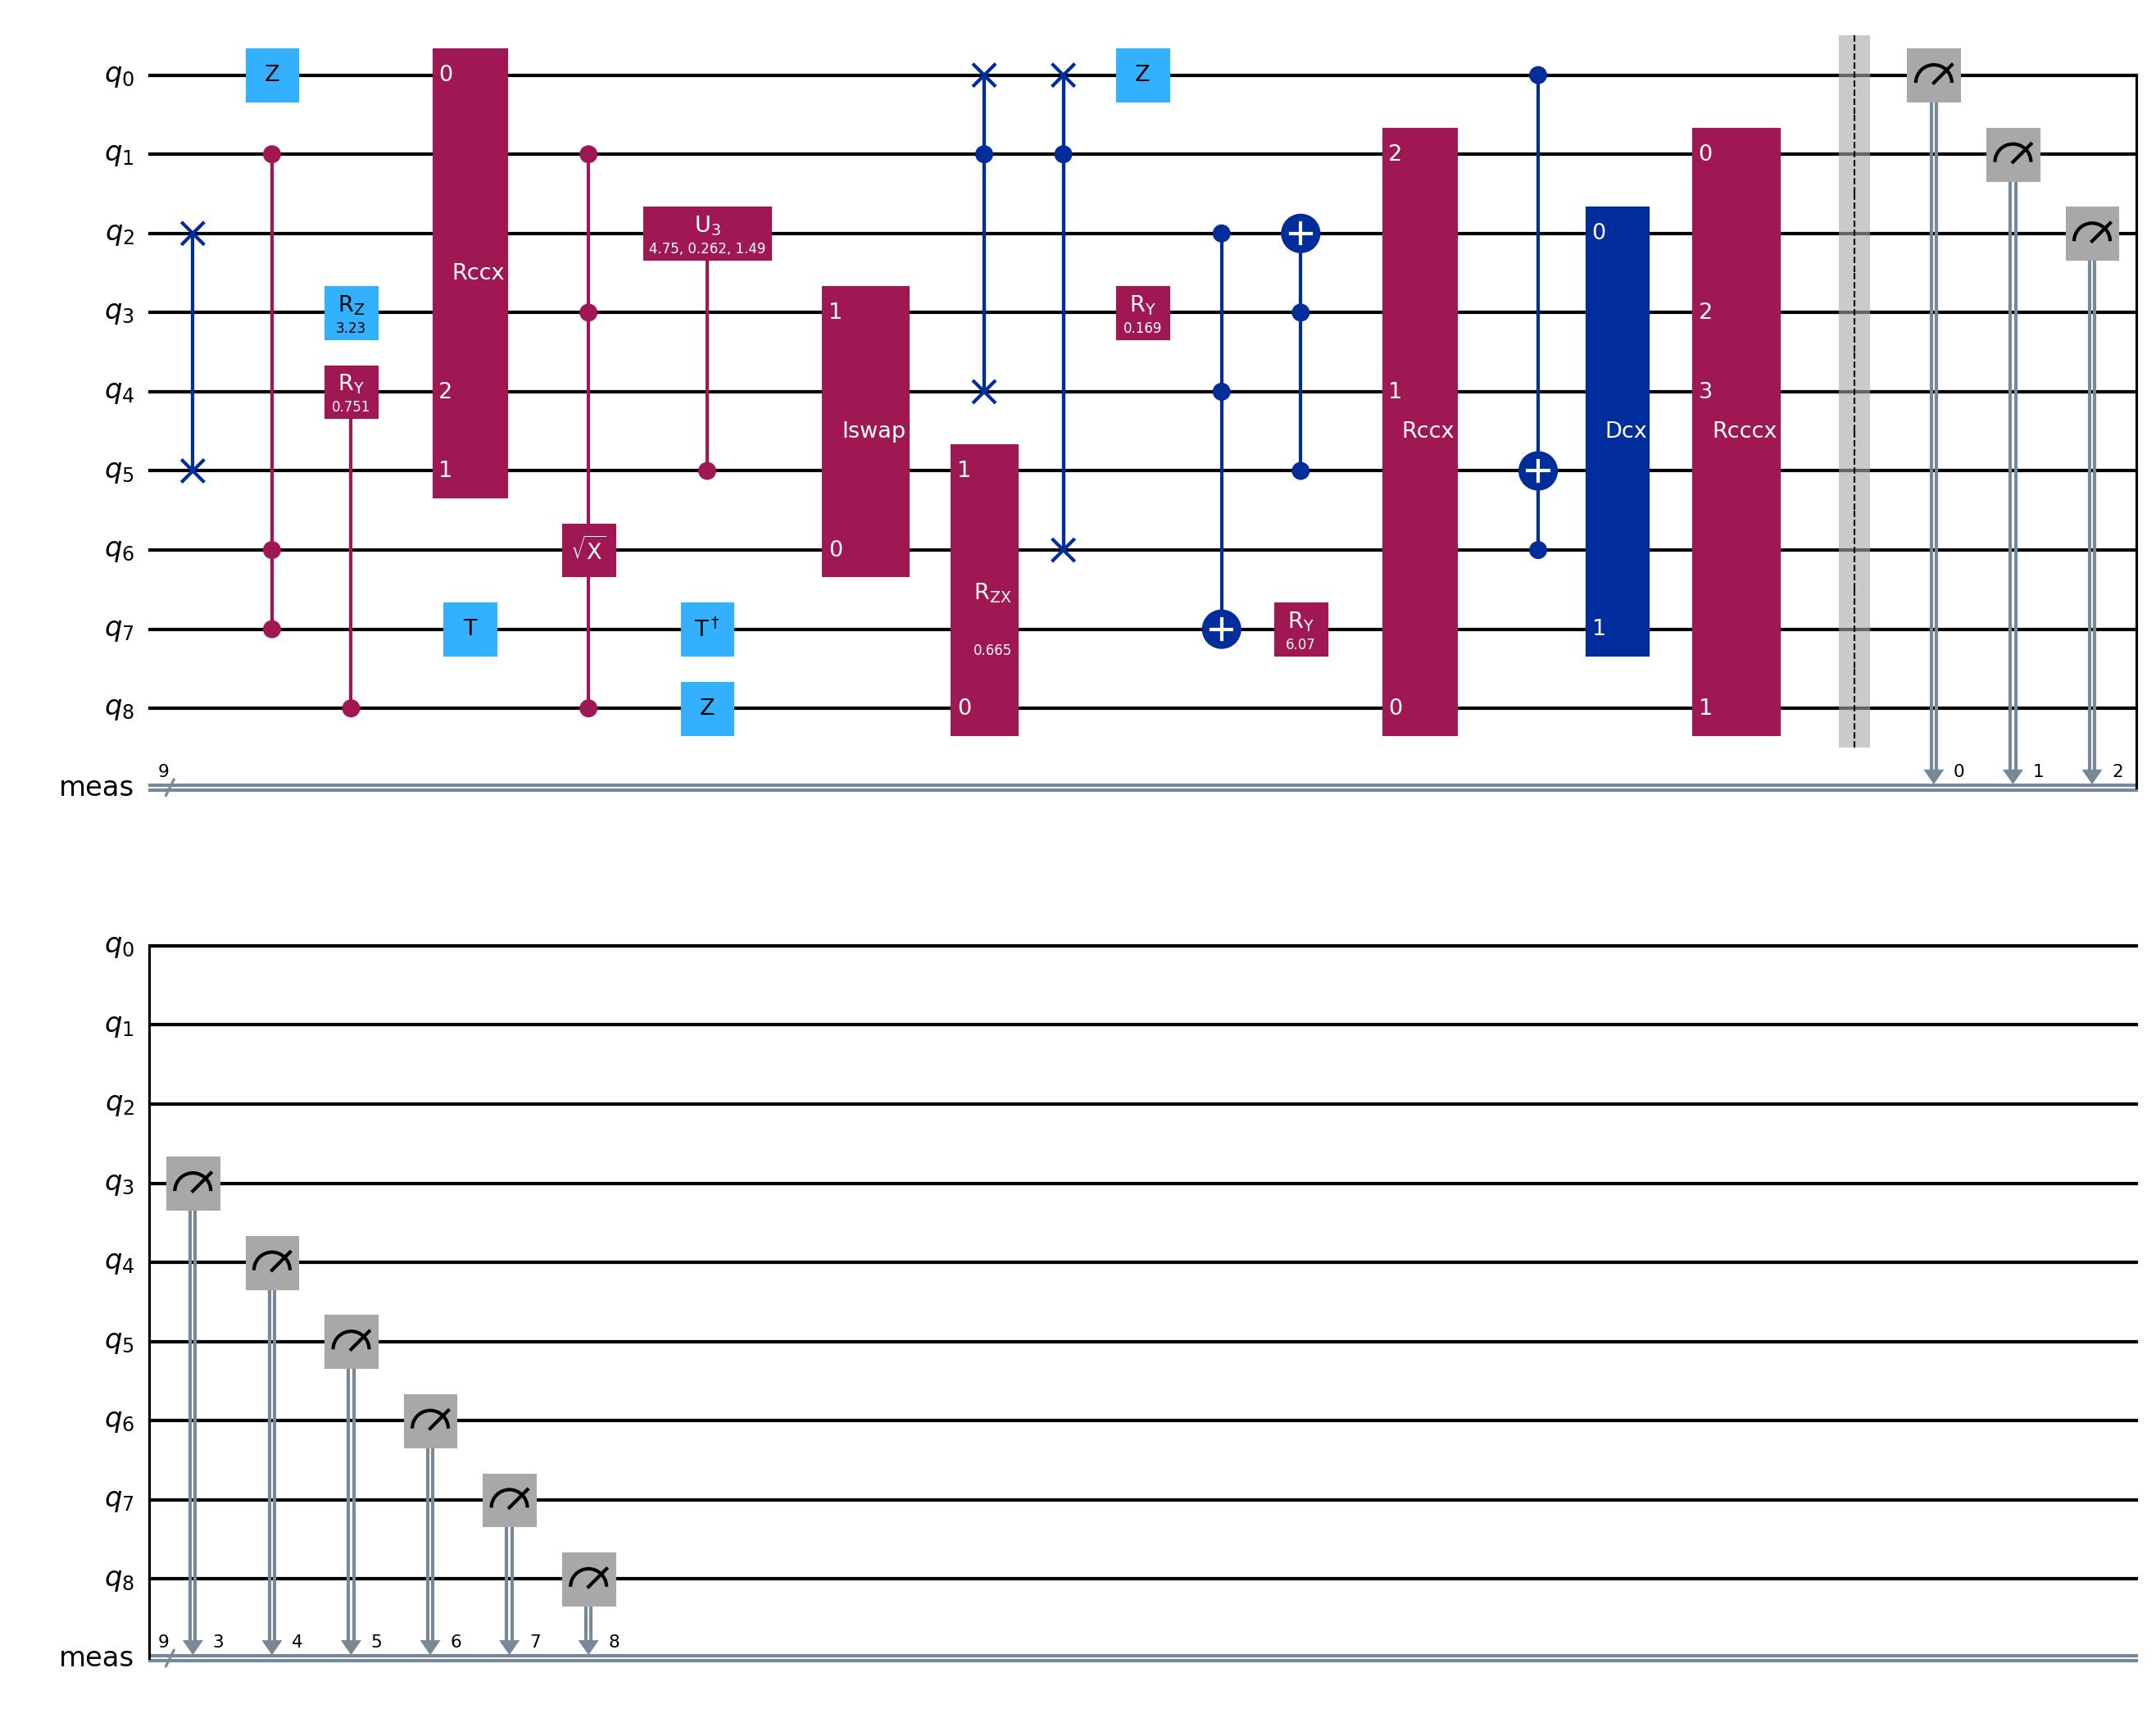 q0 Z 0 Z
q1 2 0
q2 U3 0
4.75, 0.262, 1.49
Rccx
q3 RZ 1 RY 2
3.23 0.169
q4 RY 2 1 3
0.751
Iswap Rccx Dcx Rcccx
q5 1 1
q6 √X 0
RZX
q7 T T† RY 1
0.665 6.07
q8 Z 0 0 1
meas 9 0 1 2
q0
q1
q2
q3
q4
q5
q6
q7
q8
meas 9 3 4 5 6 7 8